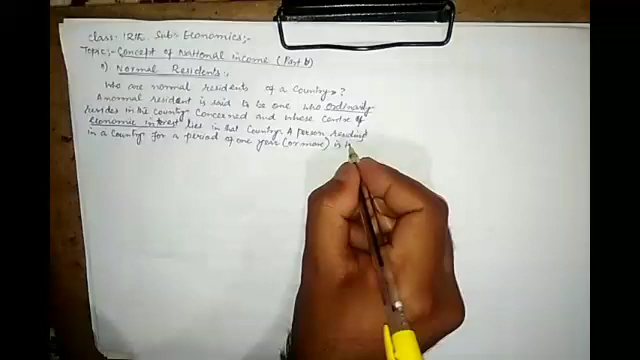 Class: 12th. Sub:- Economics;-
Topic;- Concept of National income (Part b)
Normal Residents:,
Who are normal residents of a Country?
A normal resident is said to be one who ordinarily
resides in the Country Concerned and whose Centre of
economic interest lies in that Country. A person residing
in a Country for a period of one year (or more) is